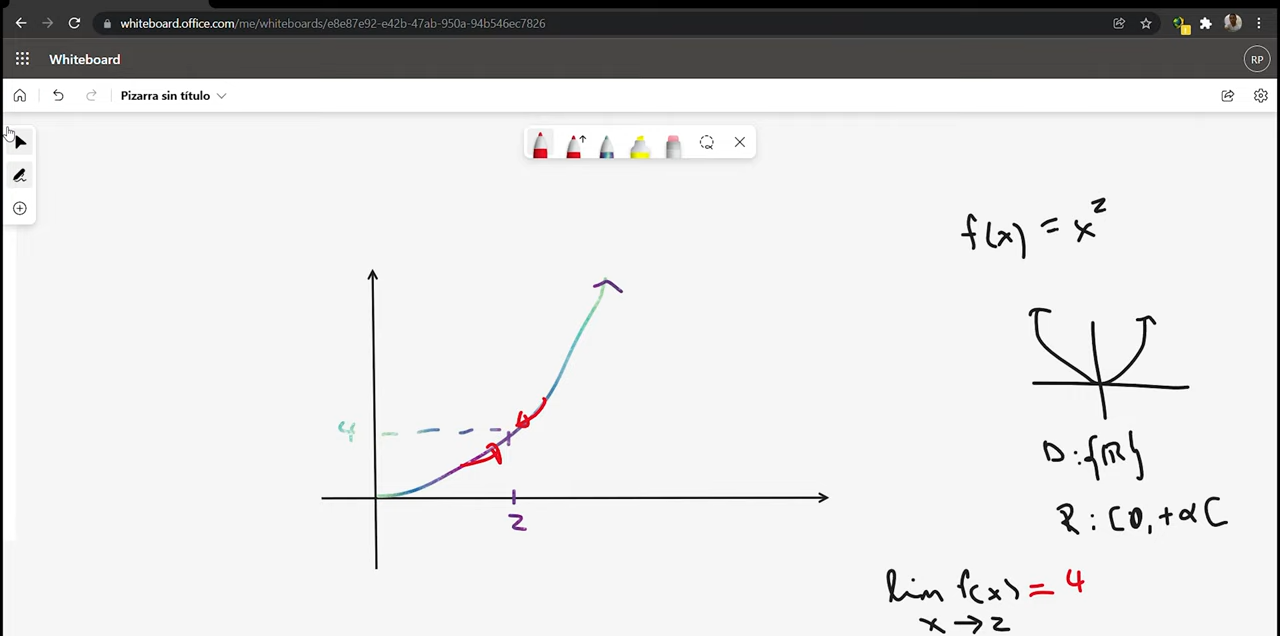 whiteboard.office.com/me/whiteboards/e8e87e92-e42b-47ab-950a-94b546ec7826
Whiteboard
RP
Pizarra sin título
f(x) = x²
4
2
D : {ℝ}
R : [0, +α[
lim f(x) = 4
x → 2